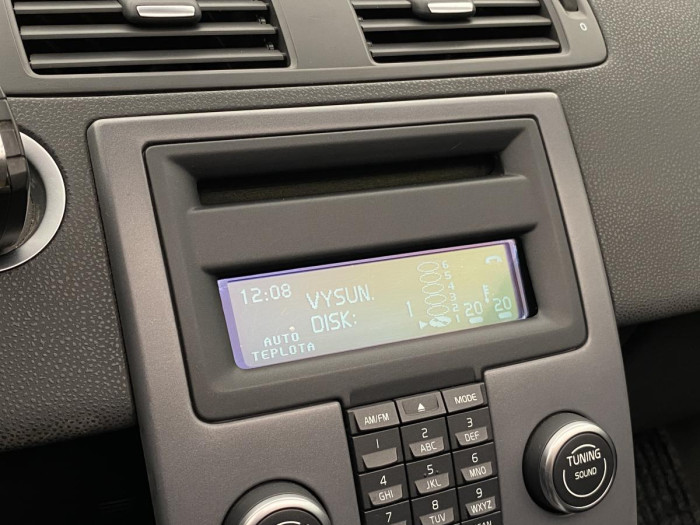 0
12:08
VYSUN.
DISK:
1
6
5
4
3
2
1
20
20
AUTO
TEPLOTA
AM/FM
MODE
1
2
ABC
3
DEF
4
GHI
5
JKL
6
MNO
7
8
TUV
9
WXYZ
TUNING
SOUND